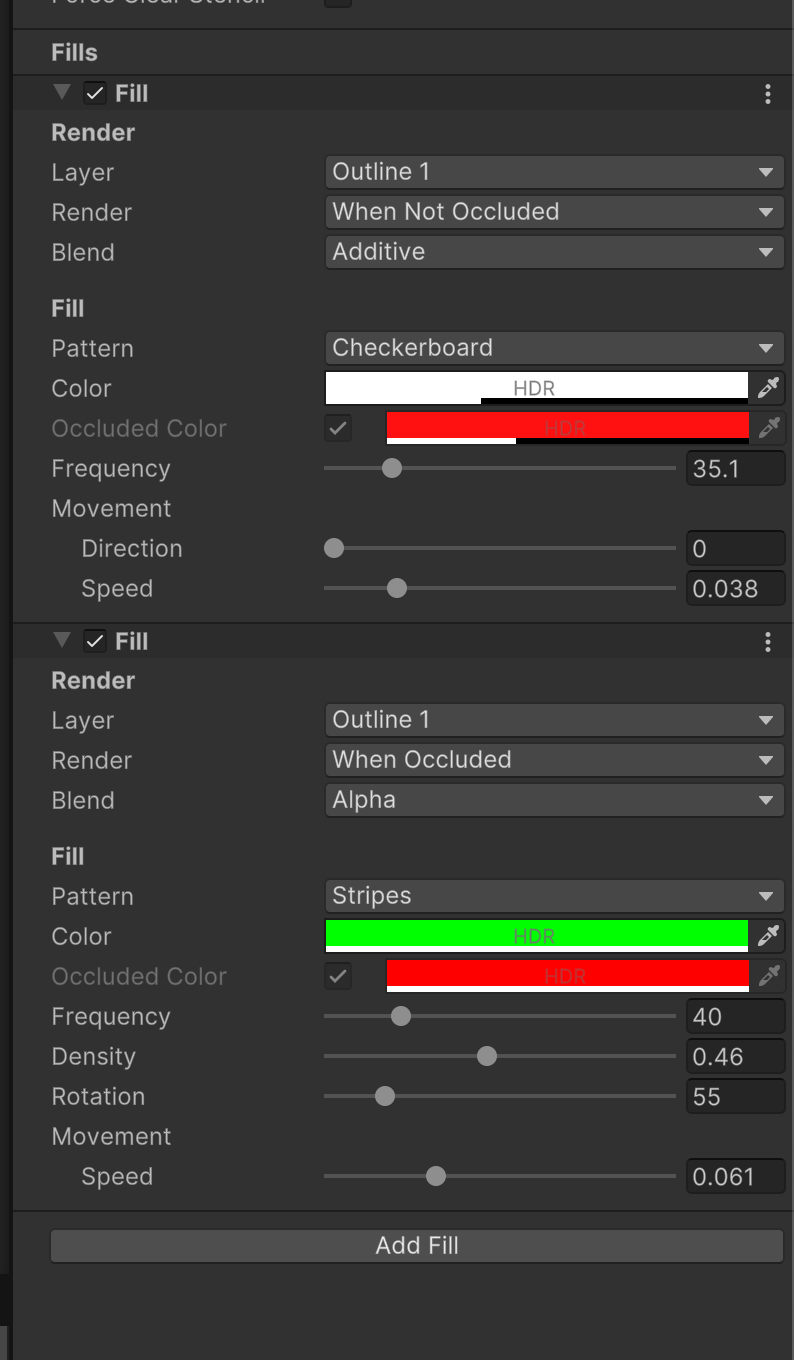 Force Clear Stencil
Fills
Fill
Render
Layer Outline 1
Render When Not Occluded
Blend Additive
Fill
Pattern Checkerboard
Color HDR
Occluded Color HDR
Frequency 35.1
Movement
Direction 0
Speed 0.038
Fill
Render
Layer Outline 1
Render When Occluded
Blend Alpha
Fill
Pattern Stripes
Color HDR
Occluded Color HDR
Frequency 40
Density 0.46
Rotation 55
Movement
Speed 0.061
Add Fill